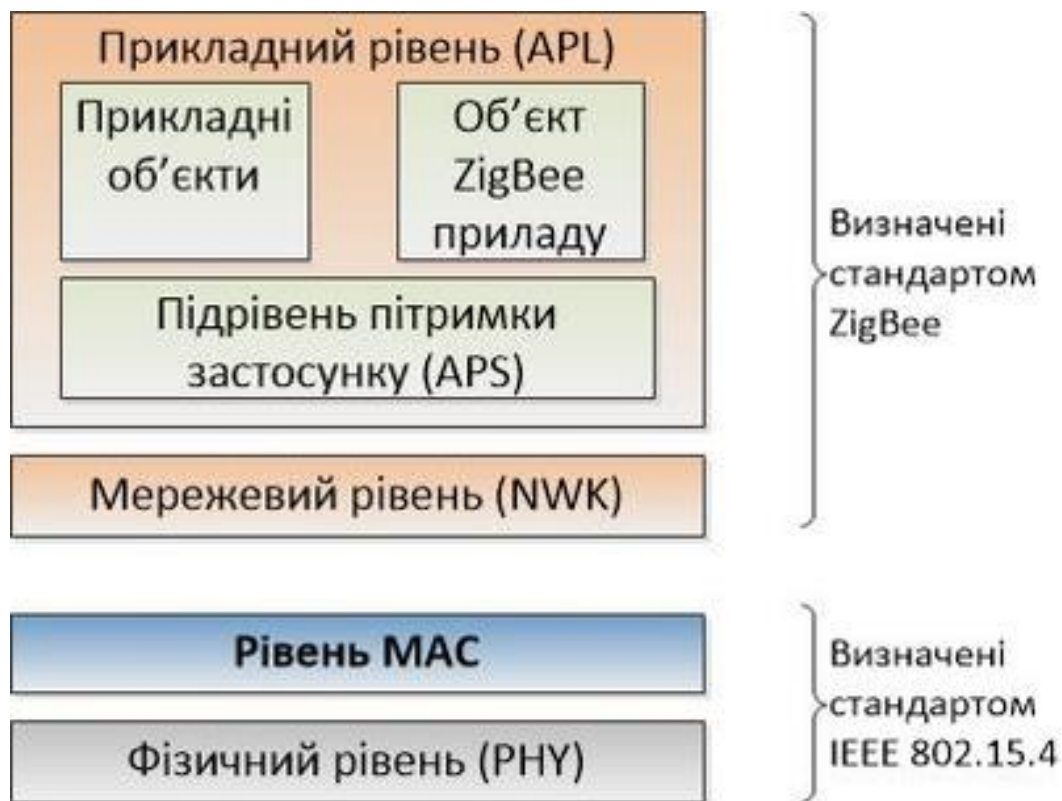 Прикладний рівень (APL)
Прикладні
об’єкти
Об’єкт
ZigBee
приладу
Підрівень пітримки
застосунку (APS)
Мережевий рівень (NWK)
Визначені
стандартом
ZigBee
Рівень MAC
Фізичний рівень (PHY)
Визначені
стандартом
IEEE 802.15.4